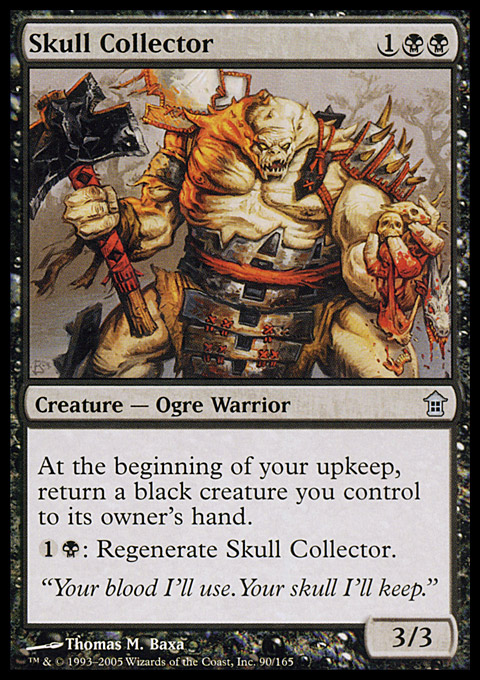 Skull Collector 1
Creature — Ogre Warrior
At the beginning of your upkeep,
return a black creature you control
to its owner's hand.
1 : Regenerate Skull Collector.
“Your blood I'll use. Your skull I'll keep.”
Thomas M. Baxa
3/3
™ & © 1993–2005 Wizards of the Coast, Inc. 90/165